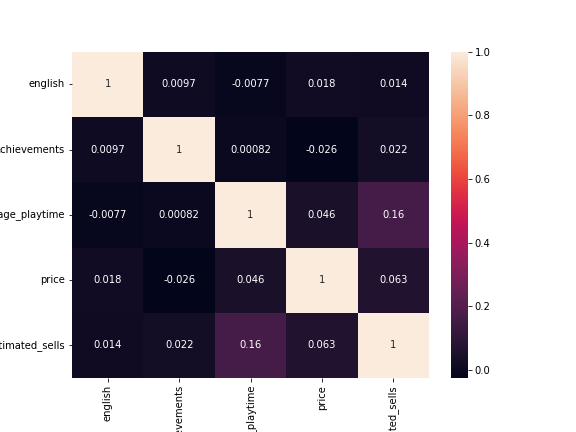 english 1 0.0097 -0.0077 0.018 0.014
chievements 0.0097 1 0.00082 -0.026 0.022
age_playtime -0.0077 0.00082 1 0.046 0.16
price 0.018 -0.026 0.046 1 0.063
timated_sells 0.014 0.022 0.16 0.063 1
english
evements
_playtime
price
ted_sells
1.0
0.8
0.6
0.4
0.2
0.0